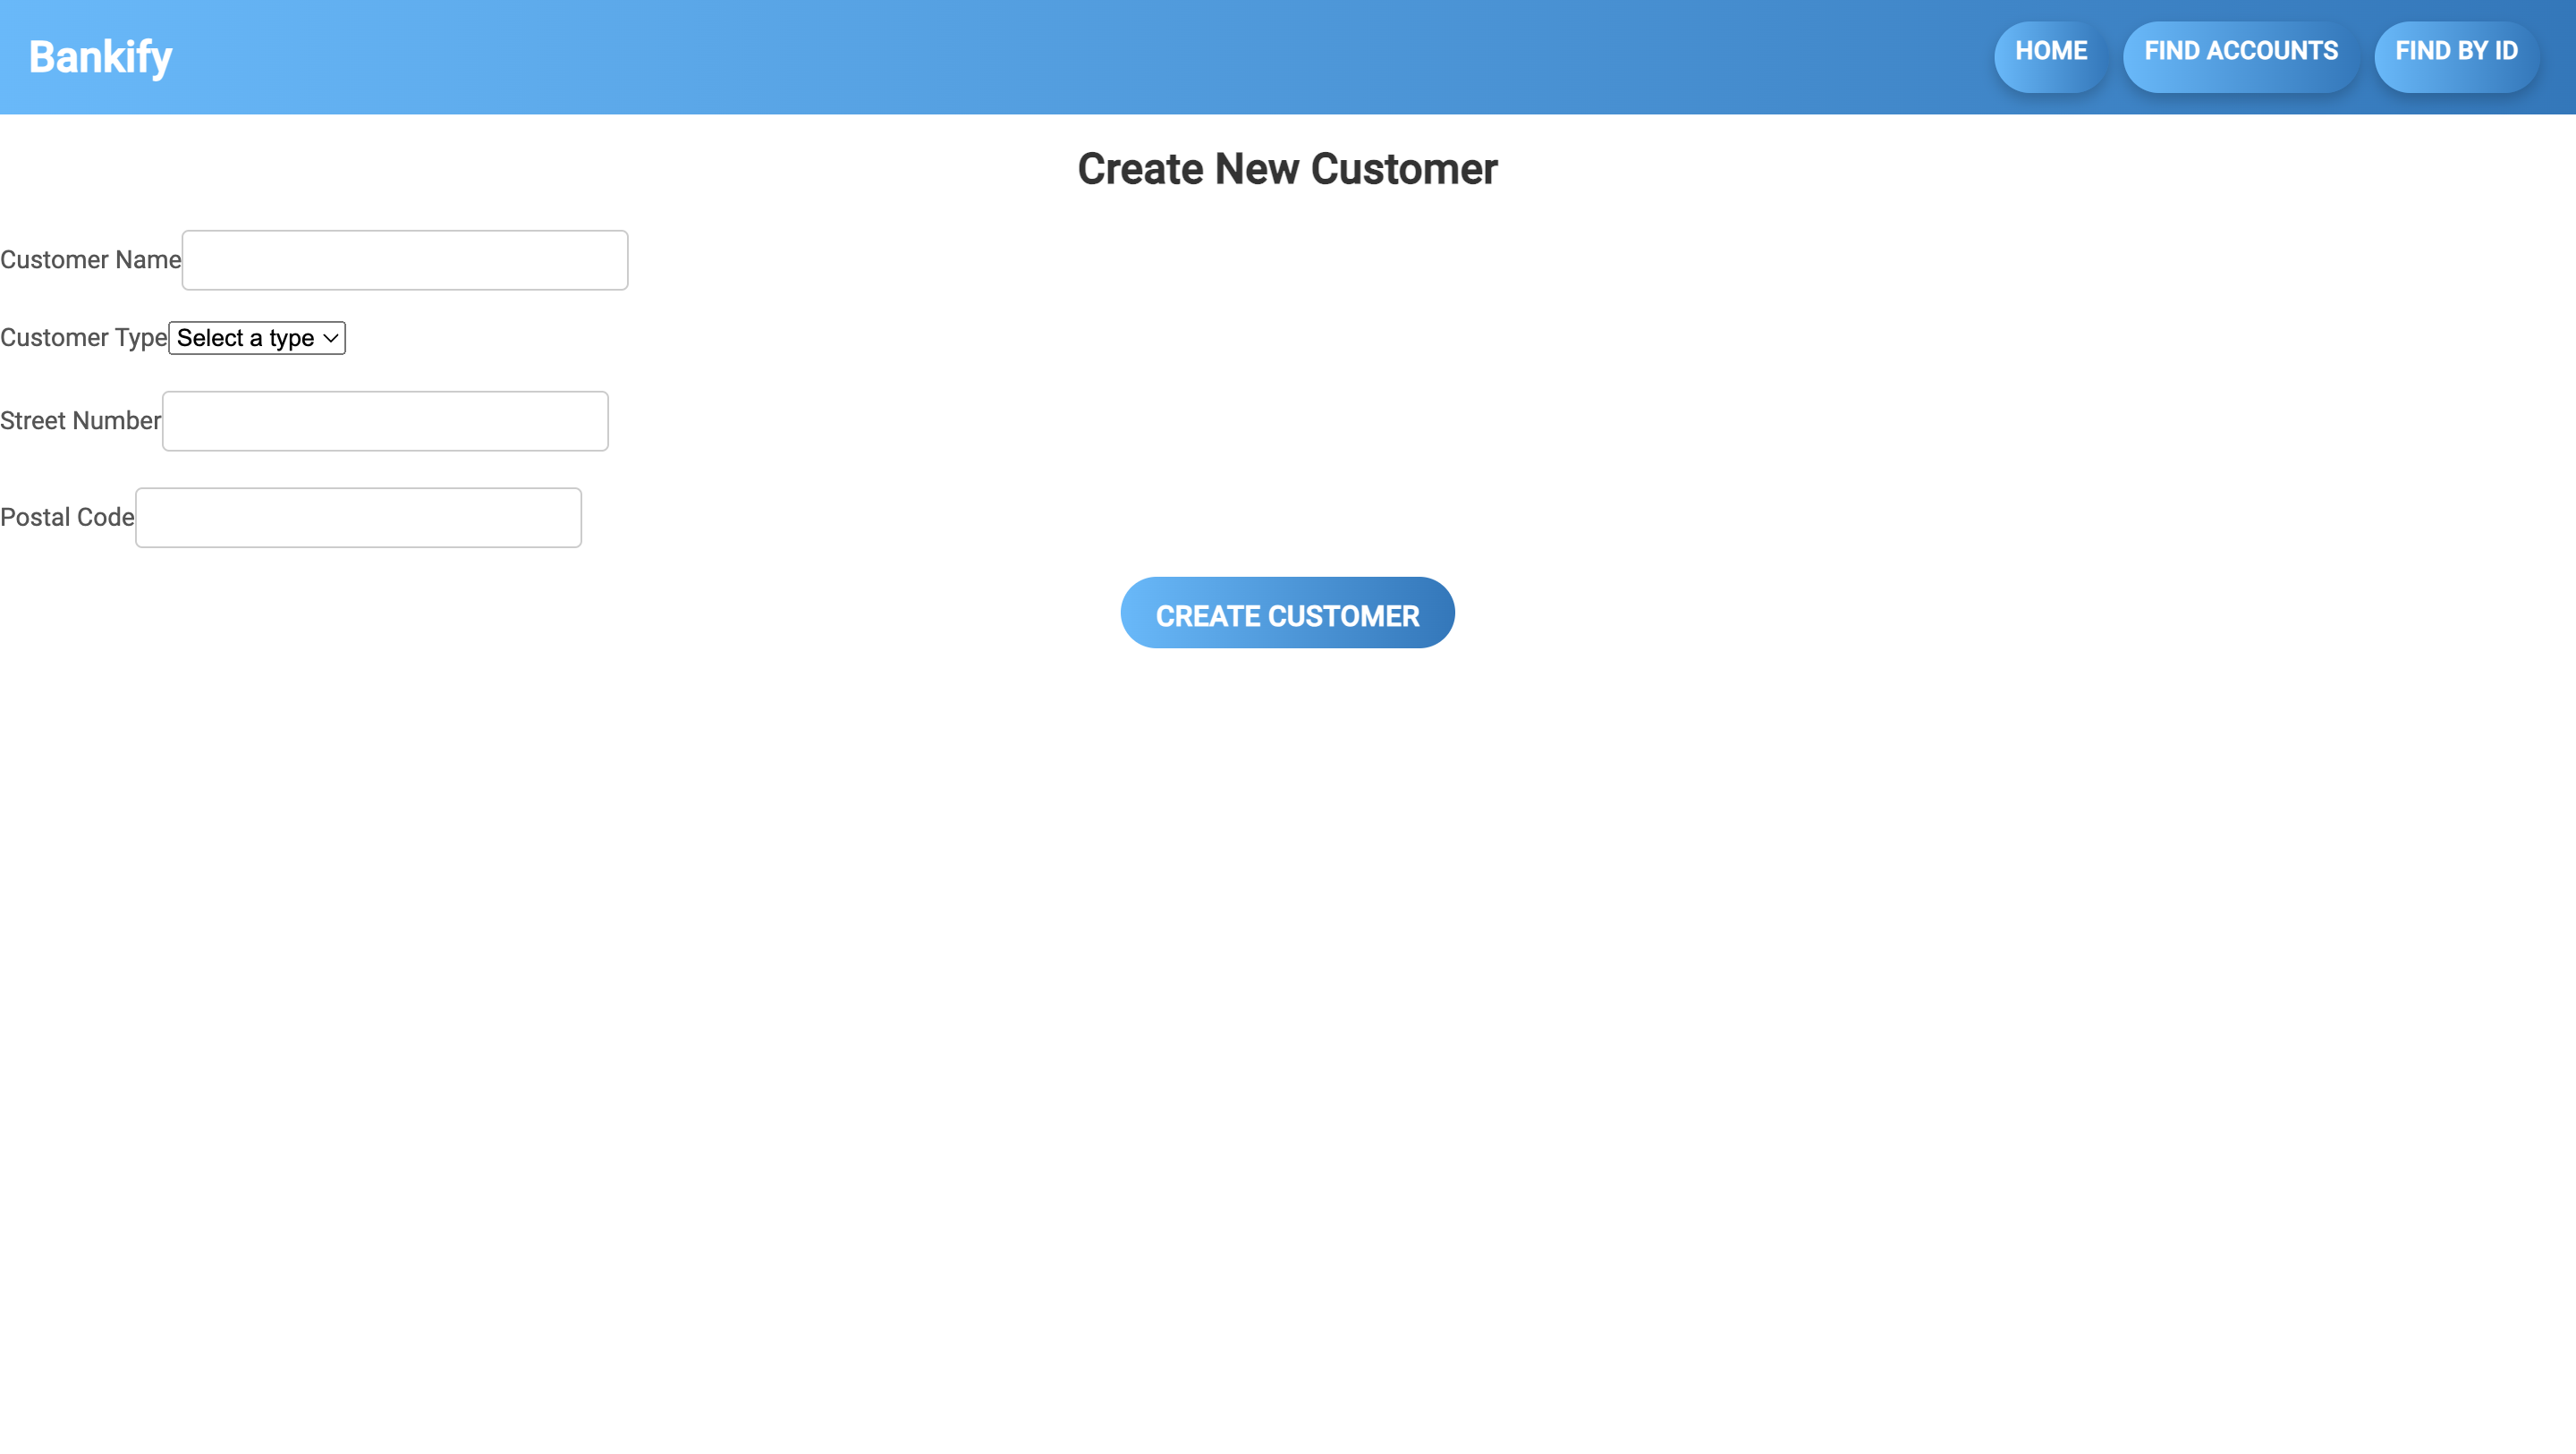 Bankify HOME FIND ACCOUNTS FIND BY ID
Create New Customer
Customer Name
Customer Type Select a type
Street Number
Postal Code
CREATE CUSTOMER